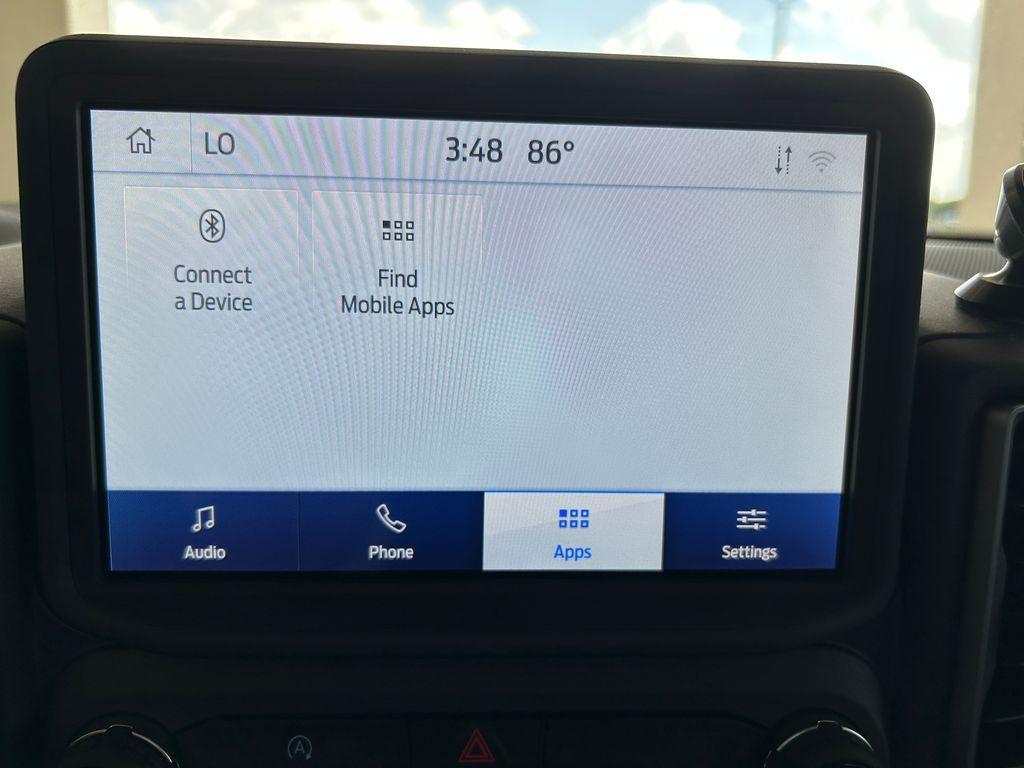 LO 3:48 86°
Connect
a Device
Find
Mobile Apps
Audio Phone Apps Settings
A